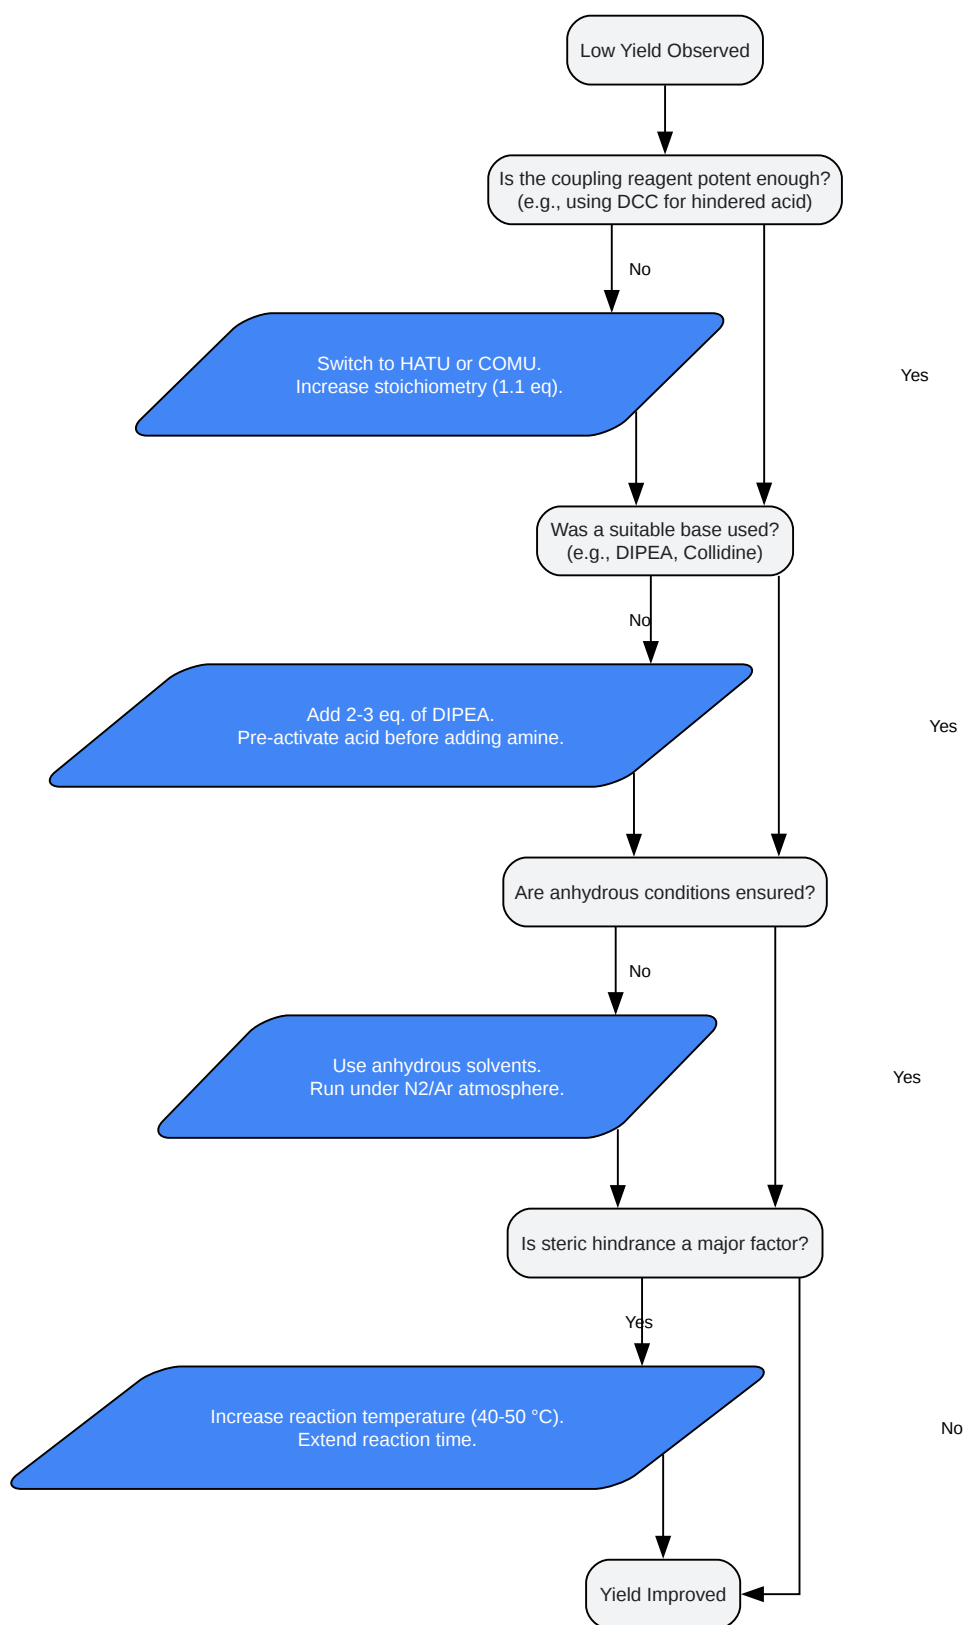 Low Yield Observed
Is the coupling reagent potent enough?
(e.g., using DCC for hindered acid)
No
Switch to HATU or COMU.
Increase stoichiometry (1.1 eq).
Yes
Was a suitable base used?
(e.g., DIPEA, Collidine)
No
Add 2-3 eq. of DIPEA.
Pre-activate acid before adding amine.
Yes
Are anhydrous conditions ensured?
No
Use anhydrous solvents.
Run under N2/Ar atmosphere.
Yes
Is steric hindrance a major factor?
Yes
Increase reaction temperature (40-50 °C).
Extend reaction time.
No
Yield Improved